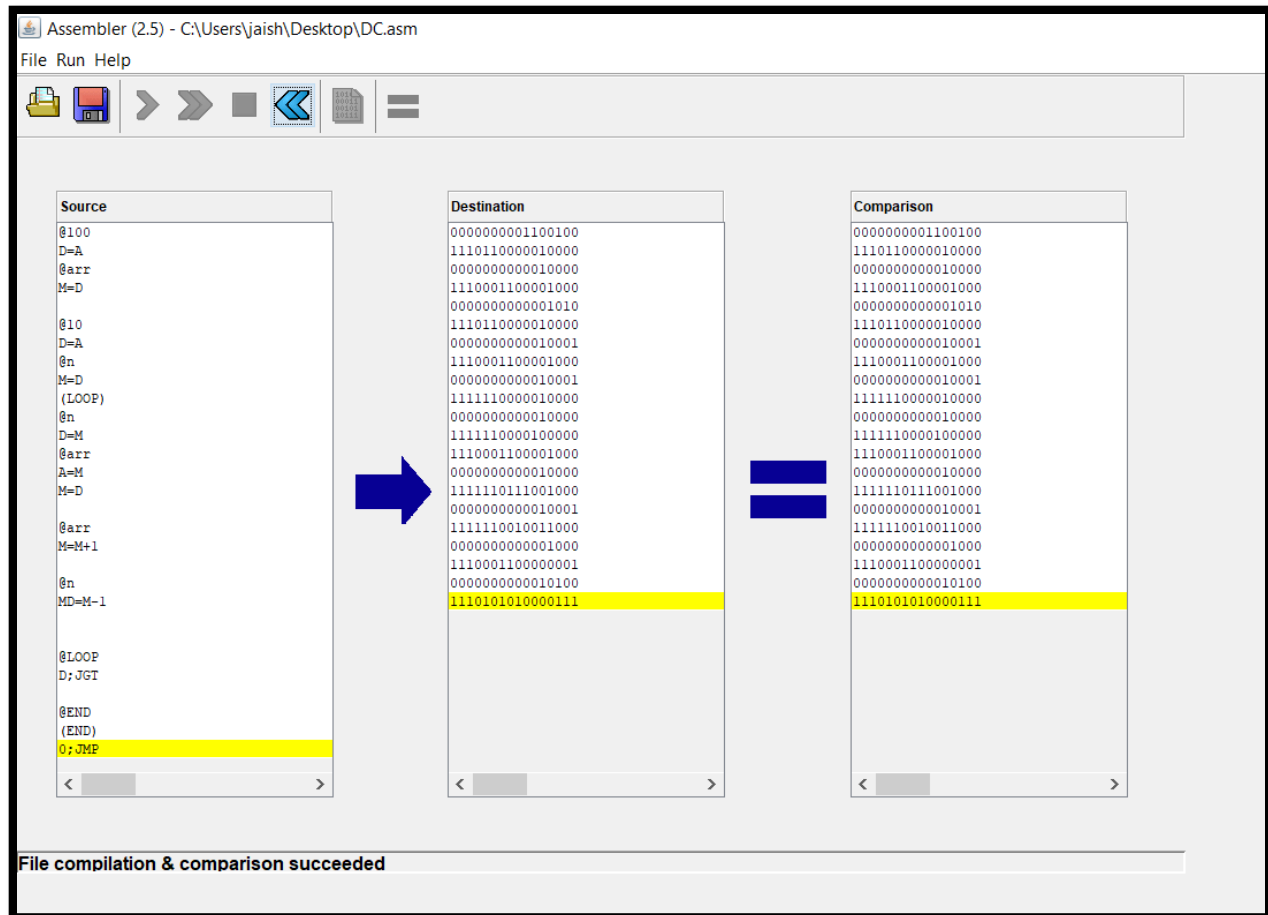 Assembler (2.5) - C:\Users\jaish\Desktop\DC.asm
File Run Help
Source
@100
D=A
@arr
M=D
@10
D=A
@n
M=D
(LOOP)
@n
D=M
@arr
A=M
M=D
@arr
M=M+1
@n
MD=M-1
@LOOP
D;JGT
@END
(END)
0;JMP
Destination
0000000001100100
1110110000010000
0000000000010000
1110001100001000
0000000000001010
1110110000010000
0000000000010001
1110001100001000
0000000000010001
1111110000010000
0000000000010000
1111110000100000
1110001100001000
0000000000010000
1111110111001000
0000000000010001
1111110010011000
0000000000001000
1110001100000001
0000000000010100
1110101010000111
Comparison
0000000001100100
1110110000010000
0000000000010000
1110001100001000
0000000000001010
1110110000010000
0000000000010001
1110001100001000
0000000000010001
1111110000010000
0000000000010000
1111110000100000
1110001100001000
0000000000010000
1111110111001000
0000000000010001
1111110010011000
0000000000001000
1110001100000001
0000000000010100
1110101010000111
File compilation & comparison succeeded